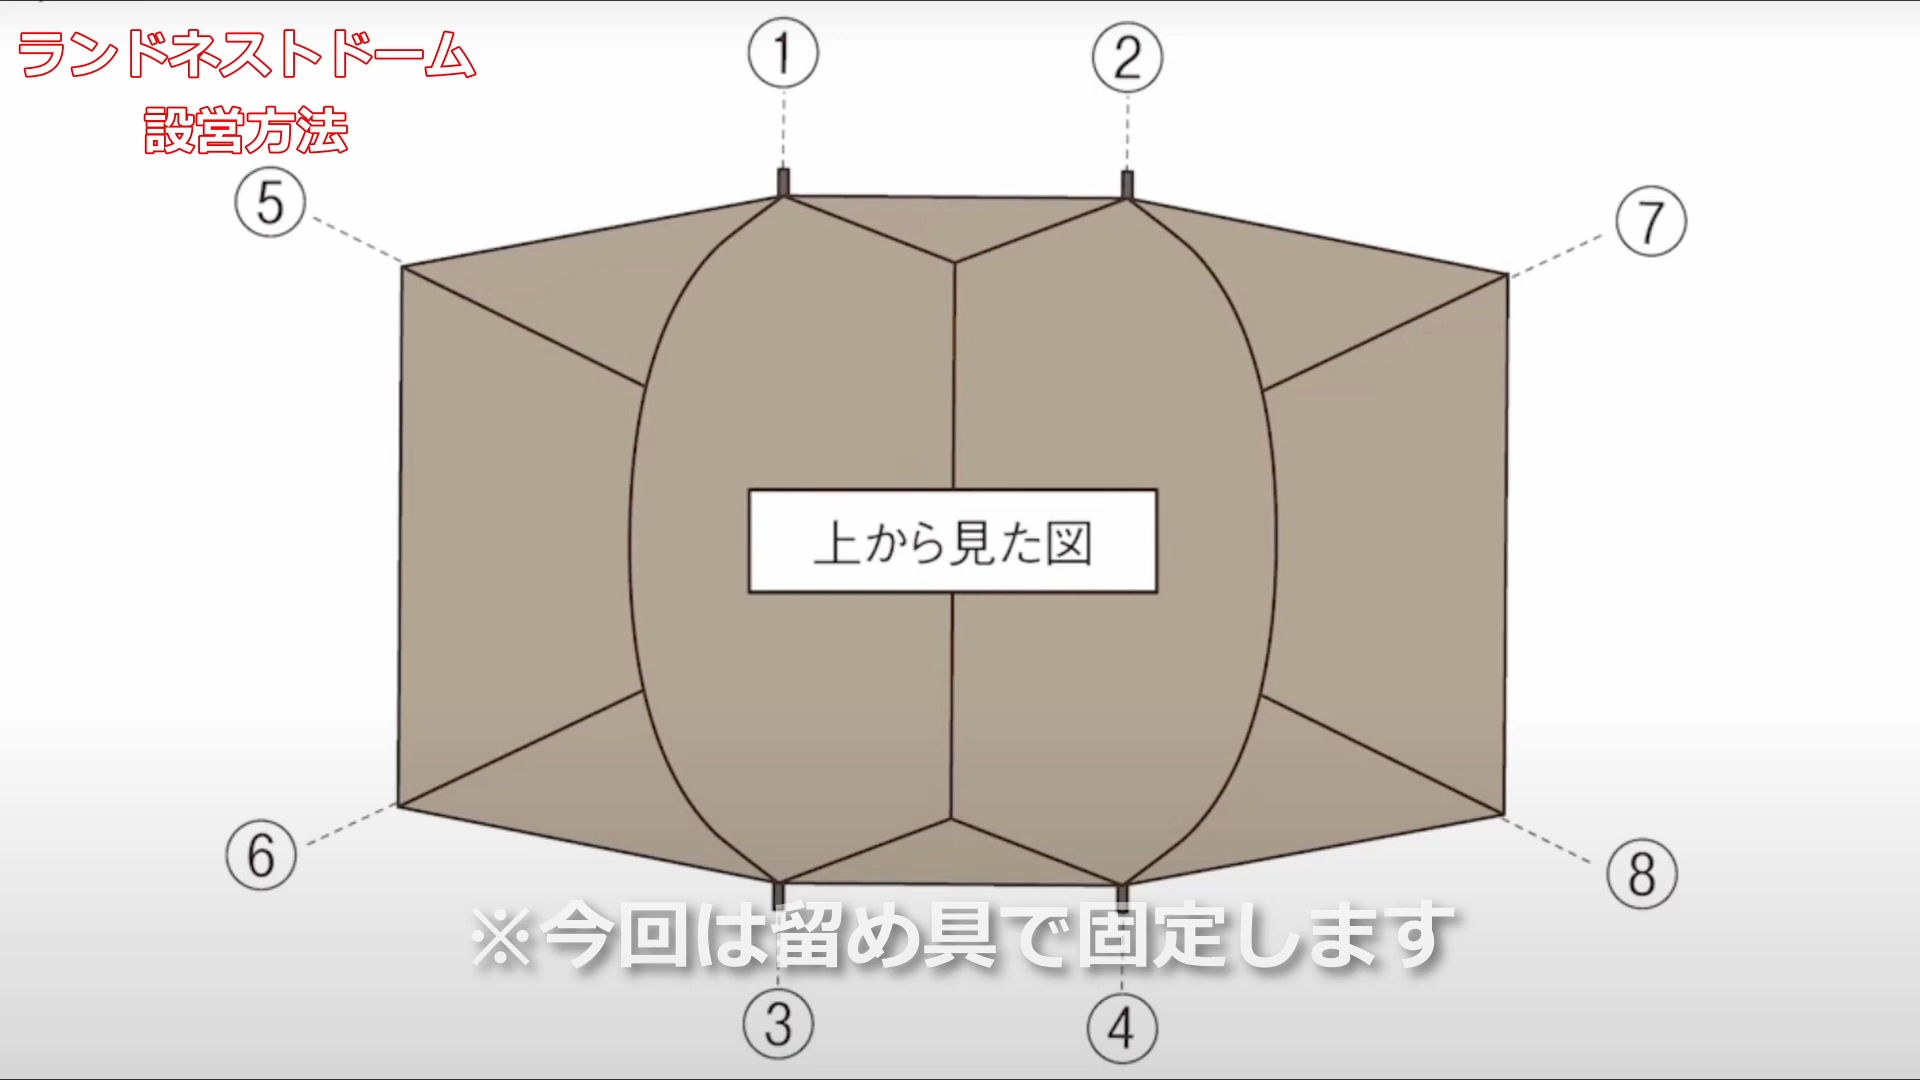 ランドネストドーム
設営方法
①
②
⑤
⑦
上から見た図
⑥
⑧
※今回は留め具で固定します
③
④